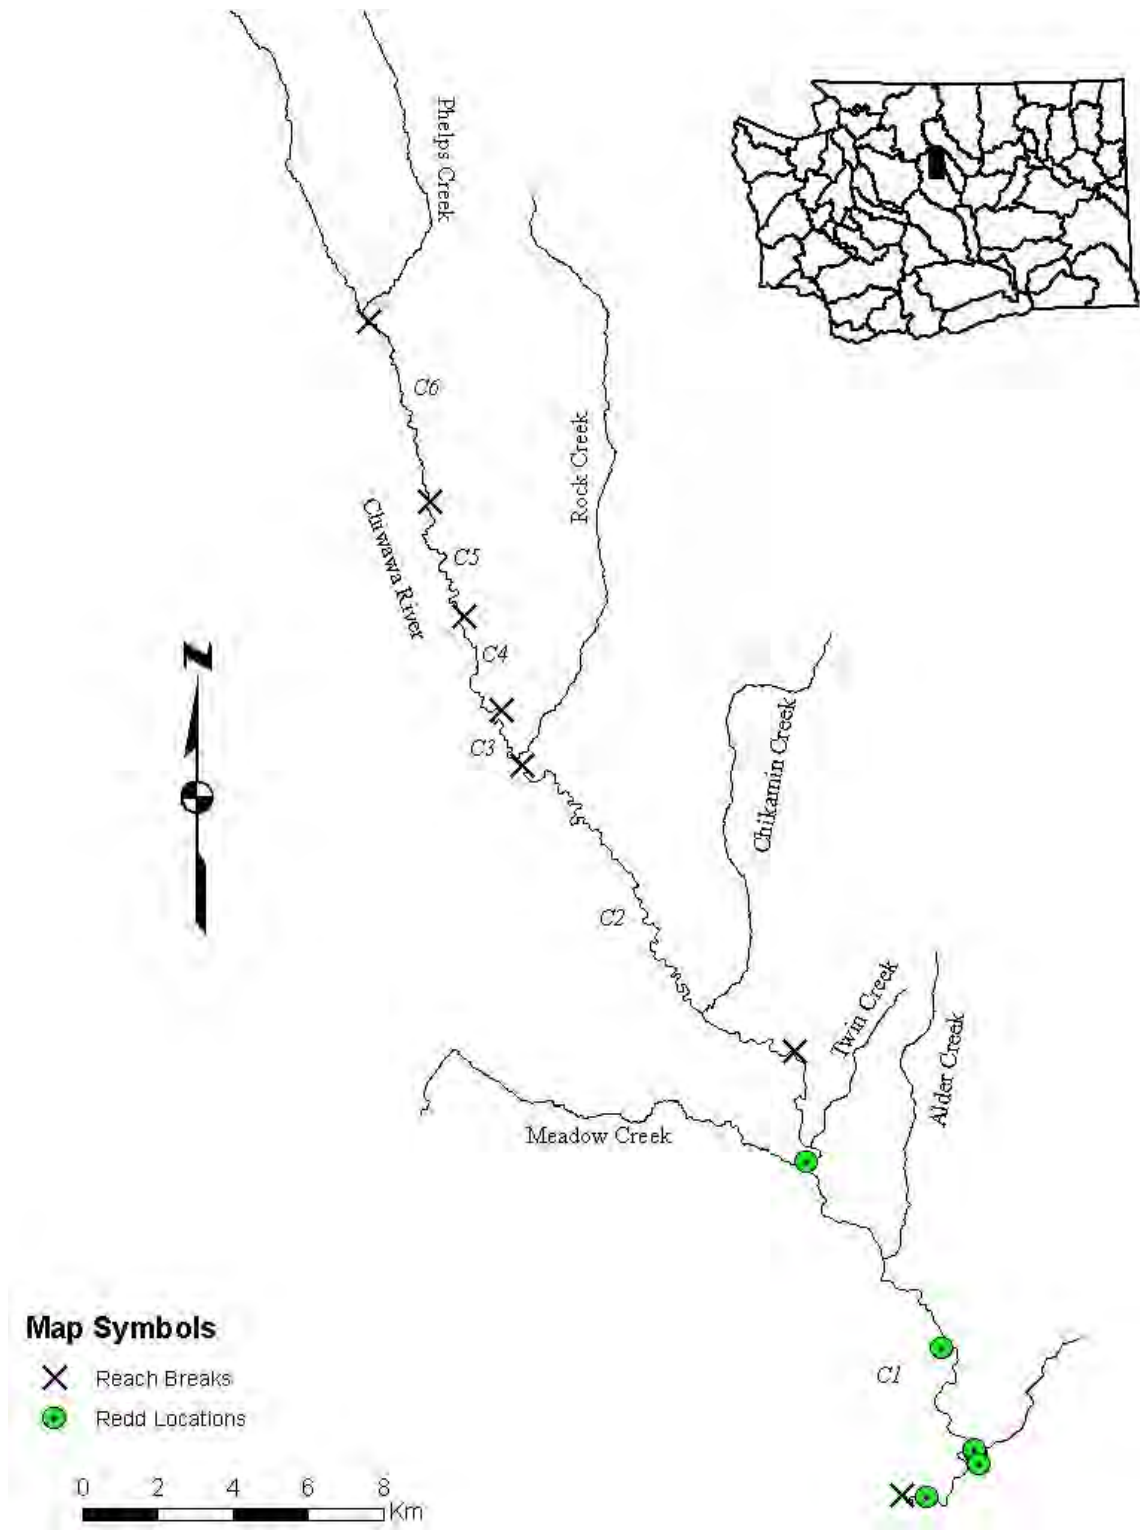 Phelps Creek
C6
Rock Creek
Chiwawa River
C5
C4
N
C3
Chikamin Creek
C2
Twin Creek
Alder Creek
Meadow Creek
C1
Map Symbols
Reach Breaks
Redd Locations
0 2 4 6 8
Km